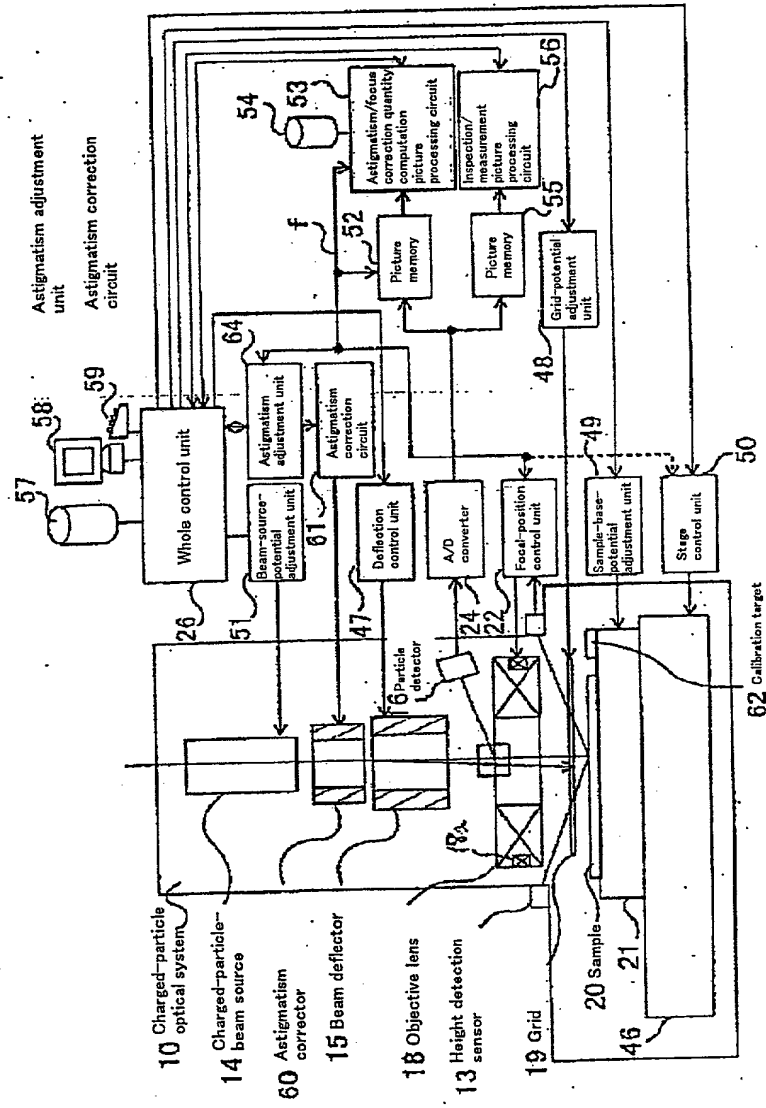 Astigmatism adjustment
unit
Astigmatism correction
circuit
57
58
59
Whole control unit
26
64
Astigmatism adjustment unit
Astigmatism
correction
circuit
61
Beam-source-
potential
adjustment unit
51
Deflection
control unit
47
A/D
converter
24
Focal-position
control unit
22
Sample-base-
potential
adjustment unit
49
Stage
control unit
50
f
52
Picture
memory
54
53
Astigmatism/focus
correction quantity
computation
picture
processing circuit
Inspection/
measurement
picture
processing
circuit
56
Picture
memory
55
Grid-potential
adjustment
unit
48
16 Particle
detector
18a
10 Charged-particle
optical system
14 Charged-particle-
beam source
60 Astigmatism
corrector
15 Beam deflector
18 Objective lens
13 Height detection
sensor
19 Grid
20 Sample
21
46
62 Calibration target